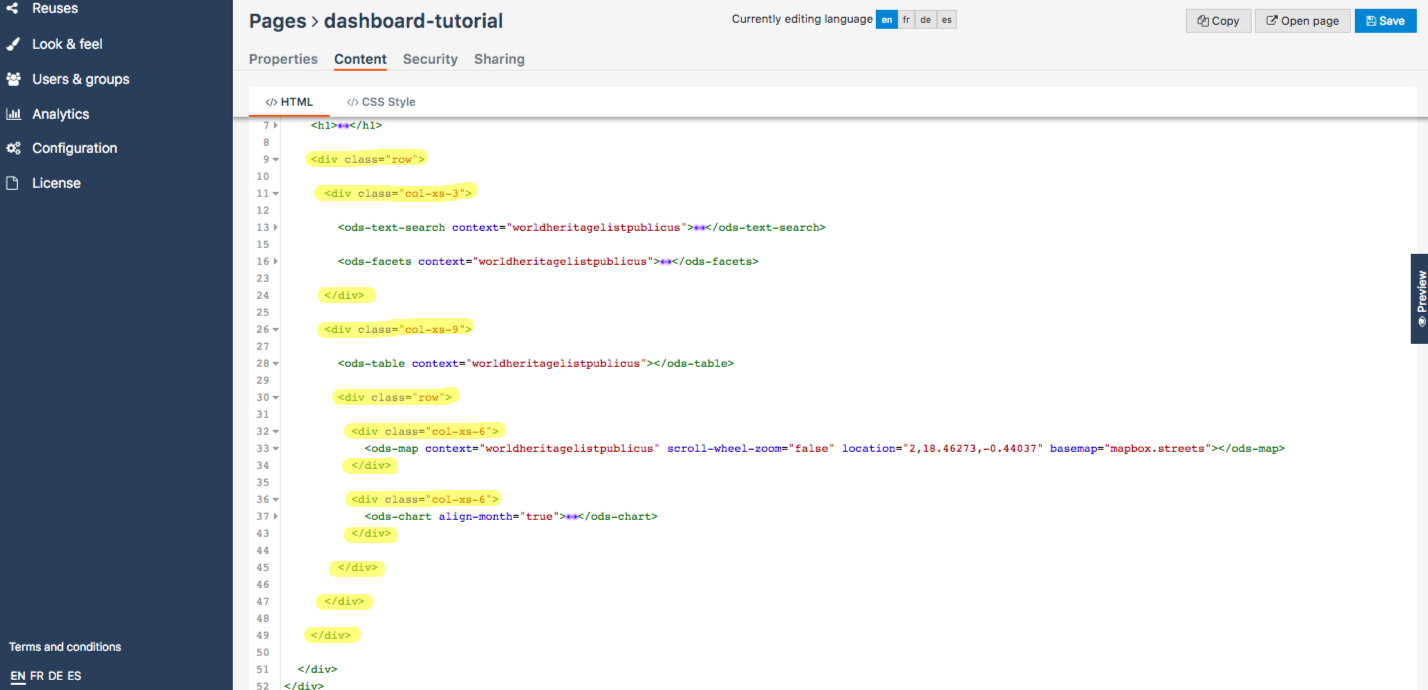 Reuses
Look & feel
Users & groups
Analytics
Configuration
License
Terms and conditions
EN FR DE ES
Pages > dashboard-tutorial
Currently editing language en fr de es
Copy Open page Save
Properties Content Security Sharing
</> HTML </> CSS Style
7 <h1>↔</h1>
8
9 <div class="row">
10
11 <div class="col-xs-3">
12
13 <ods-text-search context="worldheritagelistpublicus">↔</ods-text-search>
15
16 <ods-facets context="worldheritagelistpublicus">↔</ods-facets>
23
24 </div>
25
26 <div class="col-xs-9">
27
28 <ods-table context="worldheritagelistpublicus"></ods-table>
29
30 <div class="row">
31
32 <div class="col-xs-6">
33 <ods-map context="worldheritagelistpublicus" scroll-wheel-zoom="false" location="2,18.46273,-0.44037" basemap="mapbox.streets"></ods-map>
34 </div>
35
36 <div class="col-xs-6">
37 <ods-chart align-month="true">↔</ods-chart>
43 </div>
44
45 </div>
46
47 </div>
48
49 </div>
50
51 </div>
52 </div>
Preview